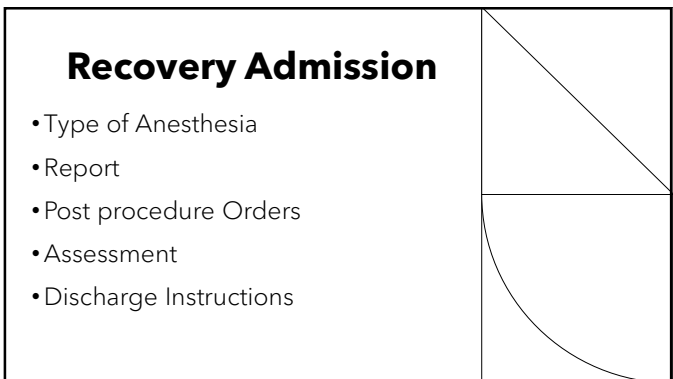 Recovery Admission
•Type of Anesthesia
•Report
•Post procedure Orders
•Assessment
•Discharge Instructions